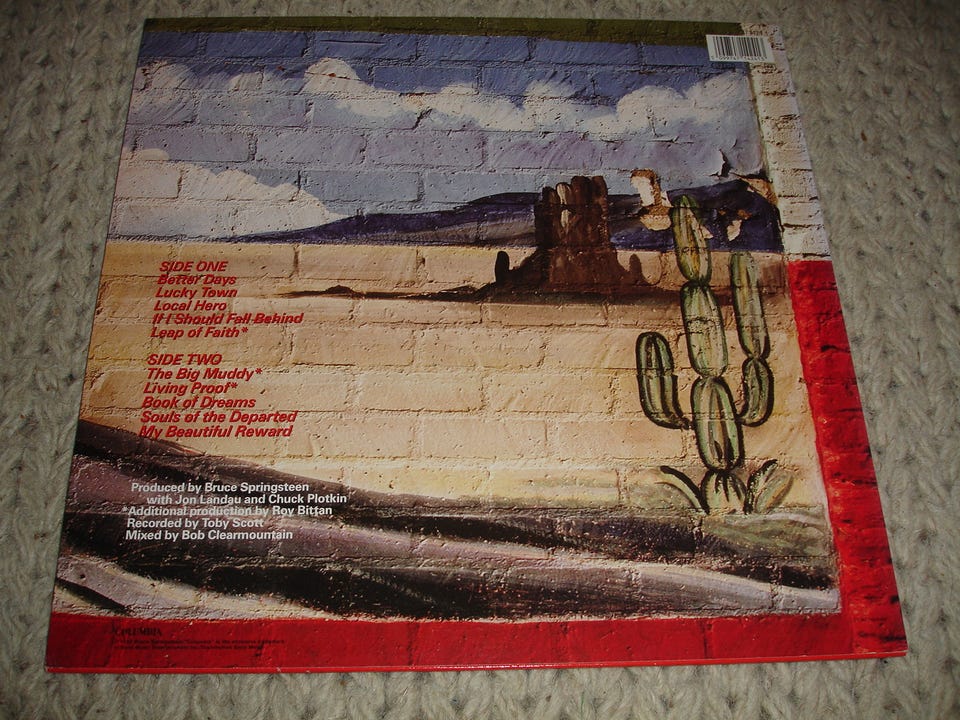 SIDE ONE
Better Days
Lucky Town
Local Hero
If I Should Fall Behind
Leap of Faith*
SIDE TWO
The Big Muddy*
Living Proof*
Book of Dreams
Souls of the Departed
My Beautiful Reward
Produced by Bruce Springsteen
with Jon Landau and Chuck Plotkin
*Additional production by Roy Bittan
Recorded by Toby Scott
Mixed by Bob Clearmountain
COLUMBIA